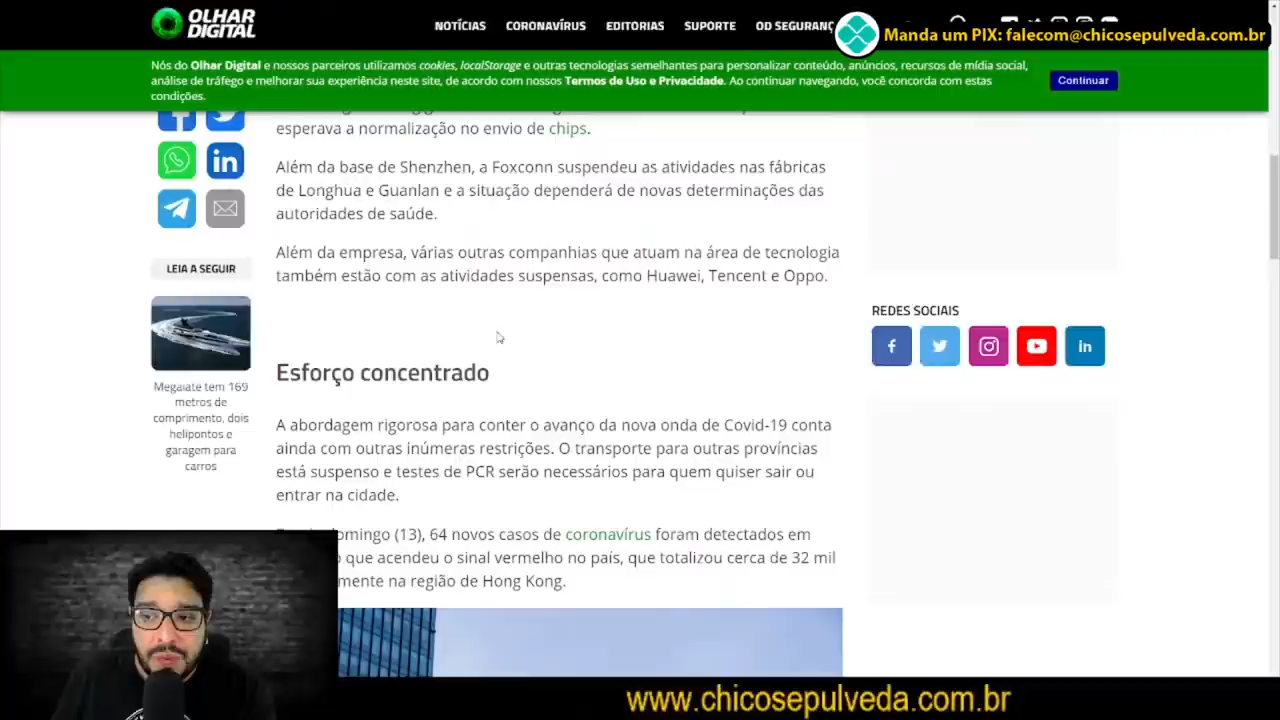 OLHAR
DIGITAL
NOTÍCIAS CORONAVÍRUS EDITORIAS SUPORTE OD SEGURANÇ
Manda um PIX: falecom@chicosepulveda.com.br
Nós do Olhar Digital e nossos parceiros utilizamos cookies, localStorage e outras tecnologias semelhantes para personalizar conteúdo, anúncios, recursos de mídia social,
análise de tráfego e melhorar sua experiência neste site, de acordo com nossos Termos de Uso e Privacidade. Ao continuar navegando, você concorda com estas
condições.
Continuar
esperava a normalização no envio de chips.
Além da base de Shenzhen, a Foxconn suspendeu as atividades nas fábricas
de Longhua e Guanlan e a situação dependerá de novas determinações das
autoridades de saúde.
Além da empresa, várias outras companhias que atuam na área de tecnologia
também estão com as atividades suspensas, como Huawei, Tencent e Oppo.
LEIA A SEGUIR
Megaiate tem 169
metros de
comprimento, dois
helipontos e
garagem para
carros
REDES SOCIAIS
Esforço concentrado
A abordagem rigorosa para conter o avanço da nova onda de Covid-19 conta
ainda com outras inúmeras restrições. O transporte para outras províncias
está suspenso e testes de PCR serão necessários para quem quiser sair ou
entrar na cidade.
omingo (13), 64 novos casos de coronavírus foram detectados em
que acendeu o sinal vermelho no país, que totalizou cerca de 32 mil
mente na região de Hong Kong.
www.chicosepulveda.com.br